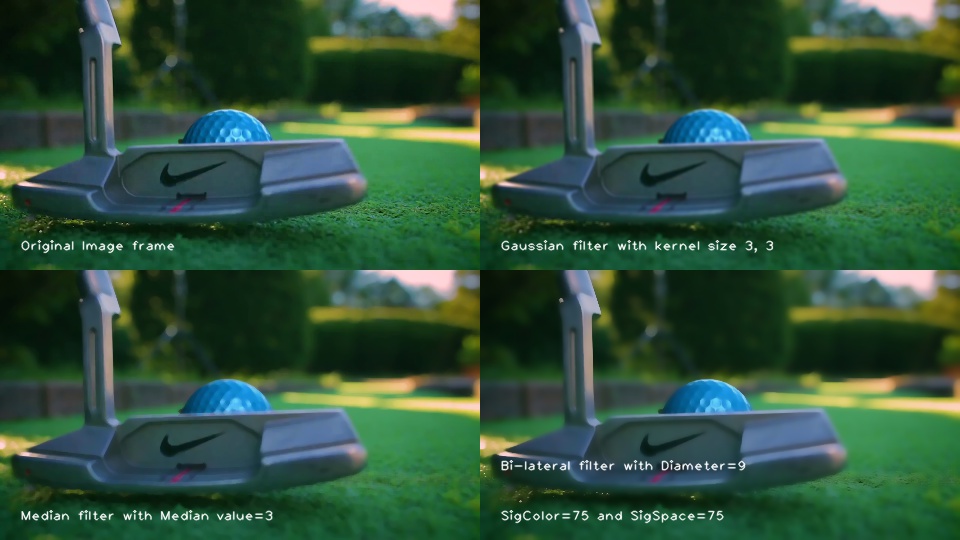 Original Image frame
Gaussian filter with kernel size 3, 3
Median filter with Median value=3
Bi-lateral filter with Diameter=9
SigColor=75 and SigSpace=75